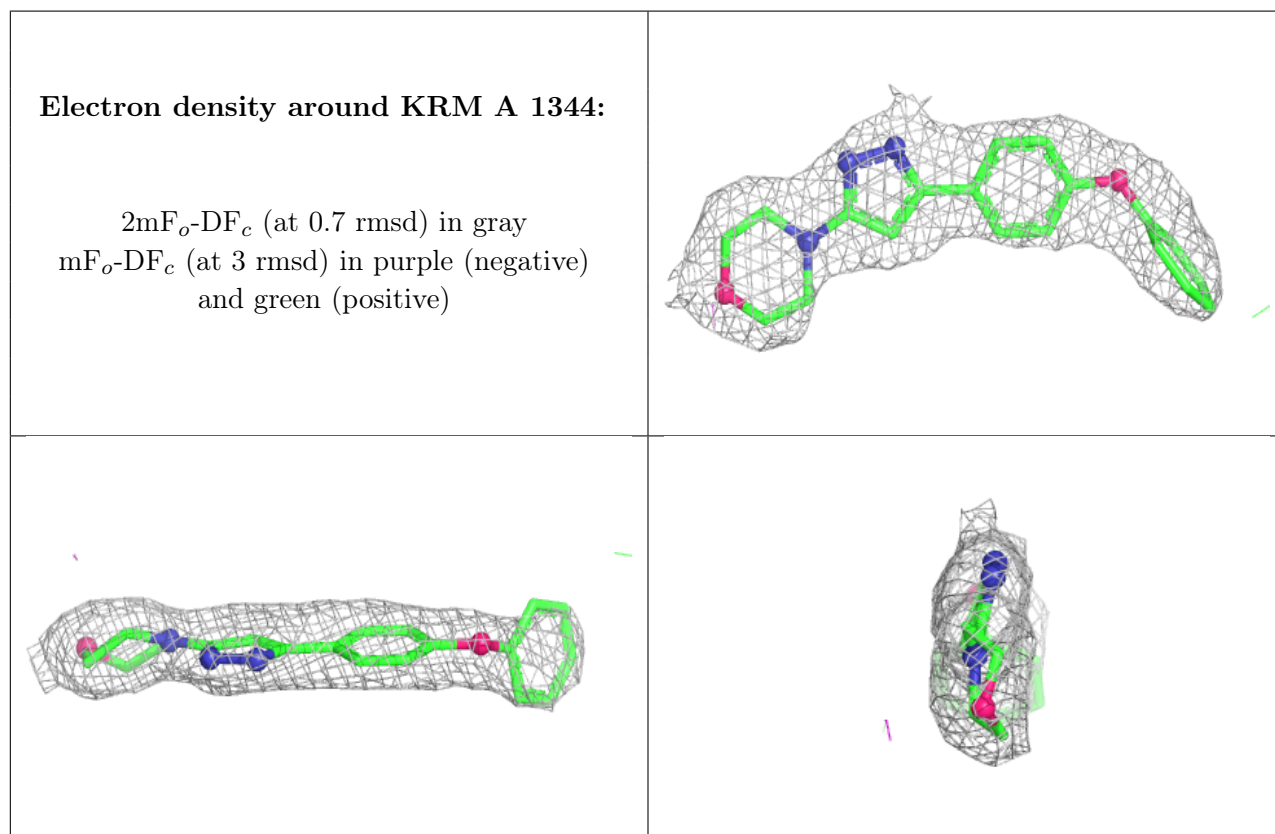 Electron density around KRM A 1344:
2mFo-DFc (at 0.7 rmsd) in gray
mFo-DFc (at 3 rmsd) in purple (negative)
and green (positive)